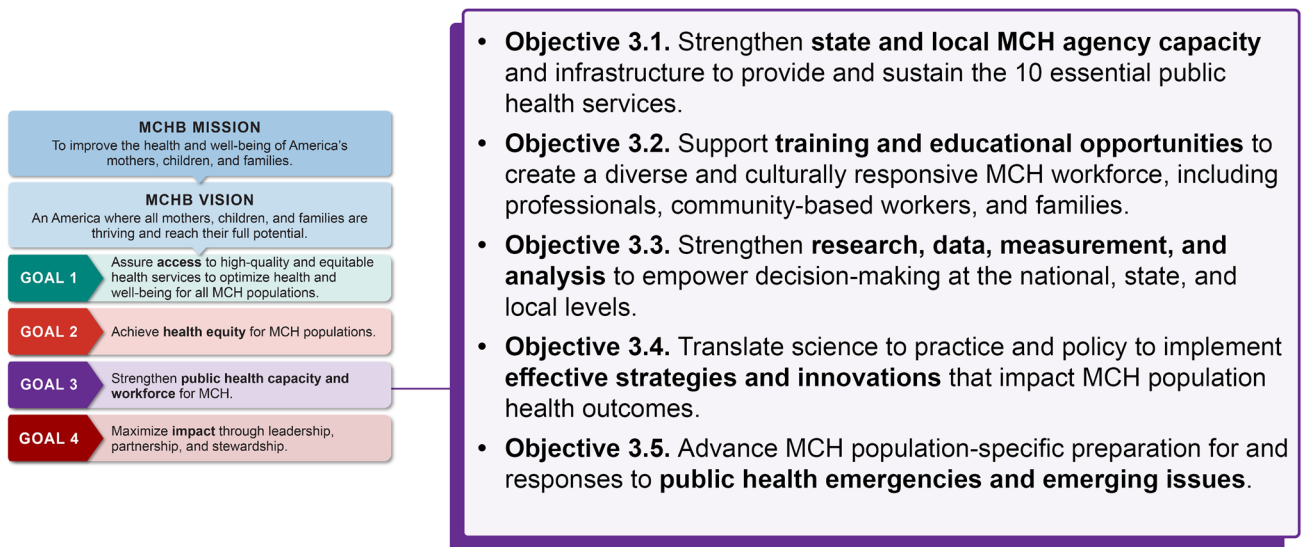 MCHB MISSION
To improve the health and well-being of America's
mothers, children, and families.
MCHB VISION
An America where all mothers, children, and families are
thriving and reach their full potential.
GOAL 1
Assure access to high-quality and equitable
health services to optimize health and
well-being for all MCH populations.
GOAL 2
Achieve health equity for MCH populations.
GOAL 3
Strengthen public health capacity and
workforce for MCH.
GOAL 4
Maximize impact through leadership,
partnership, and stewardship.
• Objective 3.1. Strengthen state and local MCH agency capacity
and infrastructure to provide and sustain the 10 essential public
health services.
• Objective 3.2. Support training and educational opportunities to
create a diverse and culturally responsive MCH workforce, including
professionals, community-based workers, and families.
• Objective 3.3. Strengthen research, data, measurement, and
analysis to empower decision-making at the national, state, and
local levels.
• Objective 3.4. Translate science to practice and policy to implement
effective strategies and innovations that impact MCH population
health outcomes.
• Objective 3.5. Advance MCH population-specific preparation for and
responses to public health emergencies and emerging issues.